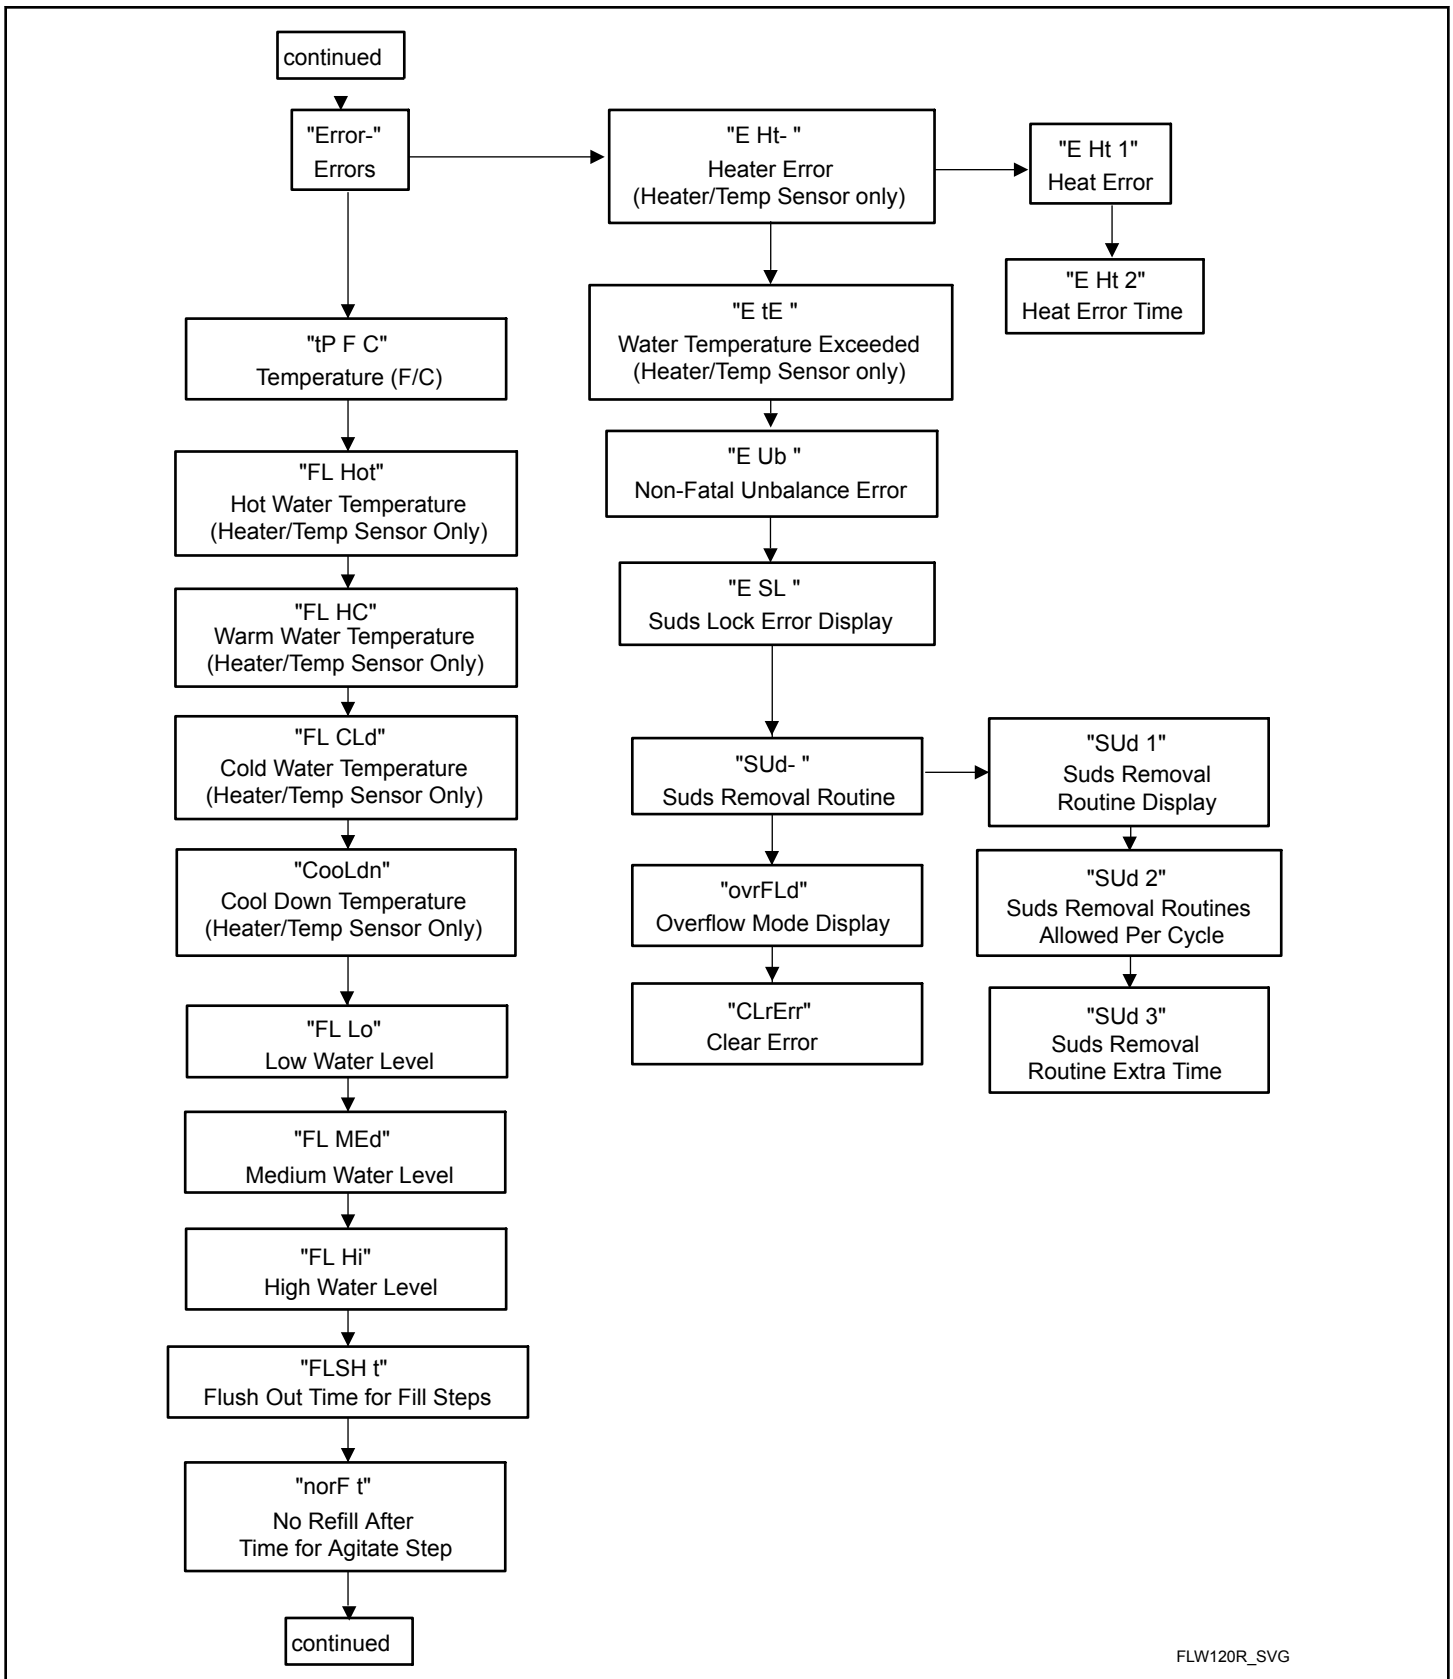 continued
"Error-"
Errors
"E Ht- "
Heater Error
(Heater/Temp Sensor only)
"E Ht 1"
Heat Error
"E Ht 2"
Heat Error Time
"E tE "
Water Temperature Exceeded
(Heater/Temp Sensor only)
"E Ub "
Non-Fatal Unbalance Error
"E SL "
Suds Lock Error Display
"SUd- "
Suds Removal Routine
"SUd 1"
Suds Removal
Routine Display
"SUd 2"
Suds Removal Routines
Allowed Per Cycle
"SUd 3"
Suds Removal
Routine Extra Time
"ovrFLd"
Overflow Mode Display
"CLrErr"
Clear Error
"tP F C"
Temperature (F/C)
"FL Hot"
Hot Water Temperature
(Heater/Temp Sensor Only)
"FL HC"
Warm Water Temperature
(Heater/Temp Sensor Only)
"FL CLd"
Cold Water Temperature
(Heater/Temp Sensor Only)
"CooLdn"
Cool Down Temperature
(Heater/Temp Sensor Only)
"FL Lo"
Low Water Level
"FL MEd"
Medium Water Level
"FL Hi"
High Water Level
"FLSH t"
Flush Out Time for Fill Steps
"norF t"
No Refill After
Time for Agitate Step
continued
FLW120R_SVG